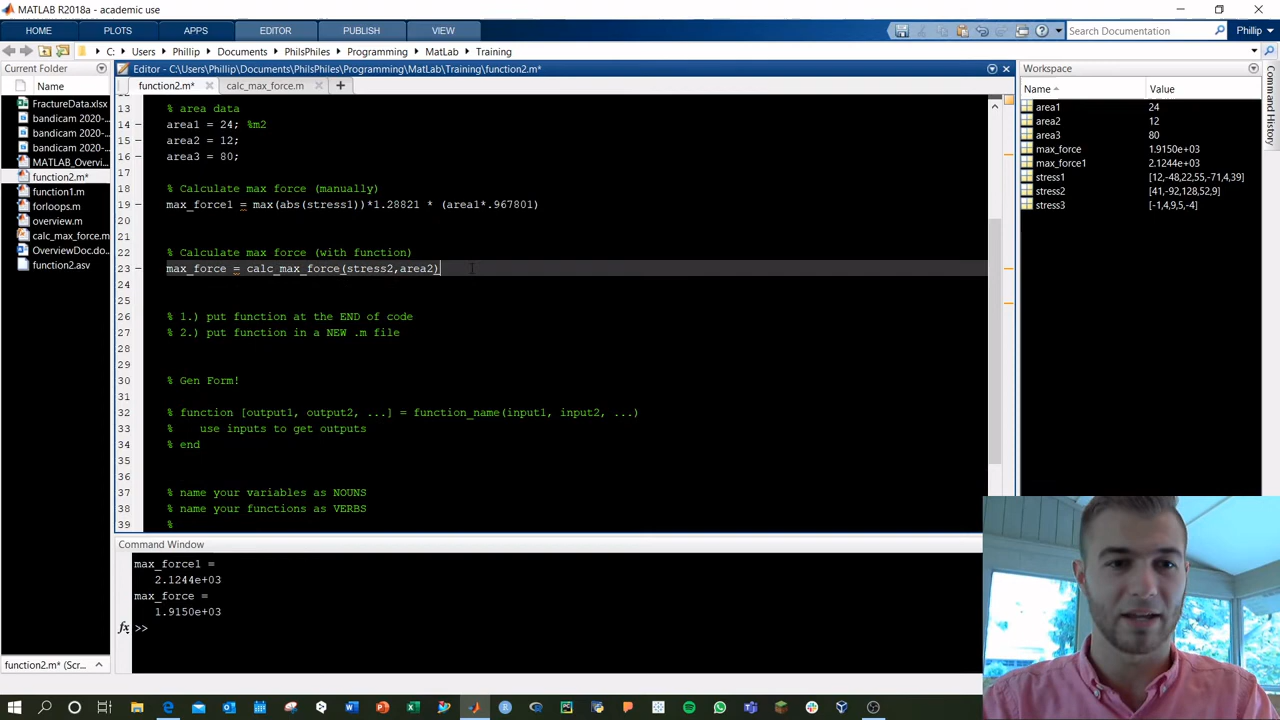 MATLAB R2018a - academic use
HOME PLOTS APPS EDITOR PUBLISH VIEW Search Documentation Phillip
C: Users Phillip Documents PhilsPhiles Programming MatLab Training
Current Folder
Name
FractureData.xlsx
bandicam 2020-...
bandicam 2020-...
bandicam 2020-...
MATLAB_Overvi...
function2.m*
function1.m
forloops.m
overview.m
calc_max_force.m
OverviewDoc.do...
function2.asv
function2.m* (Scr...
Editor - C:\Users\Phillip\Documents\PhilsPhiles\Programming\MatLab\Training\function2.m*
function2.m* calc_max_force.m
13 % area data
14 area1 = 24; %m2
15 area2 = 12;
16 area3 = 80;
17
18 % Calculate max force (manually)
19 max_force1 = max(abs(stress1))*1.28821 * (area1*.967801)
20
21
22 % Calculate max force (with function)
23 max_force = calc_max_force(stress2,area2)
24
25
26 % 1.) put function at the END of code
27 % 2.) put function in a NEW .m file
28
29
30 % Gen Form!
31
32 % function [output1, output2, ...] = function_name(input1, input2, ...)
33 % use inputs to get outputs
34 % end
35
36
37 % name your variables as NOUNS
38 % name your functions as VERBS
39 %
Command Window
max_force1 =
2.1244e+03
max_force =
1.9150e+03
fx >>
Workspace
Name Value
area1 24
area2 12
area3 80
max_force 1.9150e+03
max_force1 2.1244e+03
stress1 [12,-48,22,55,-71,4,39]
stress2 [41,-92,128,52,9]
stress3 [-1,4,9,5,-4]
Command History